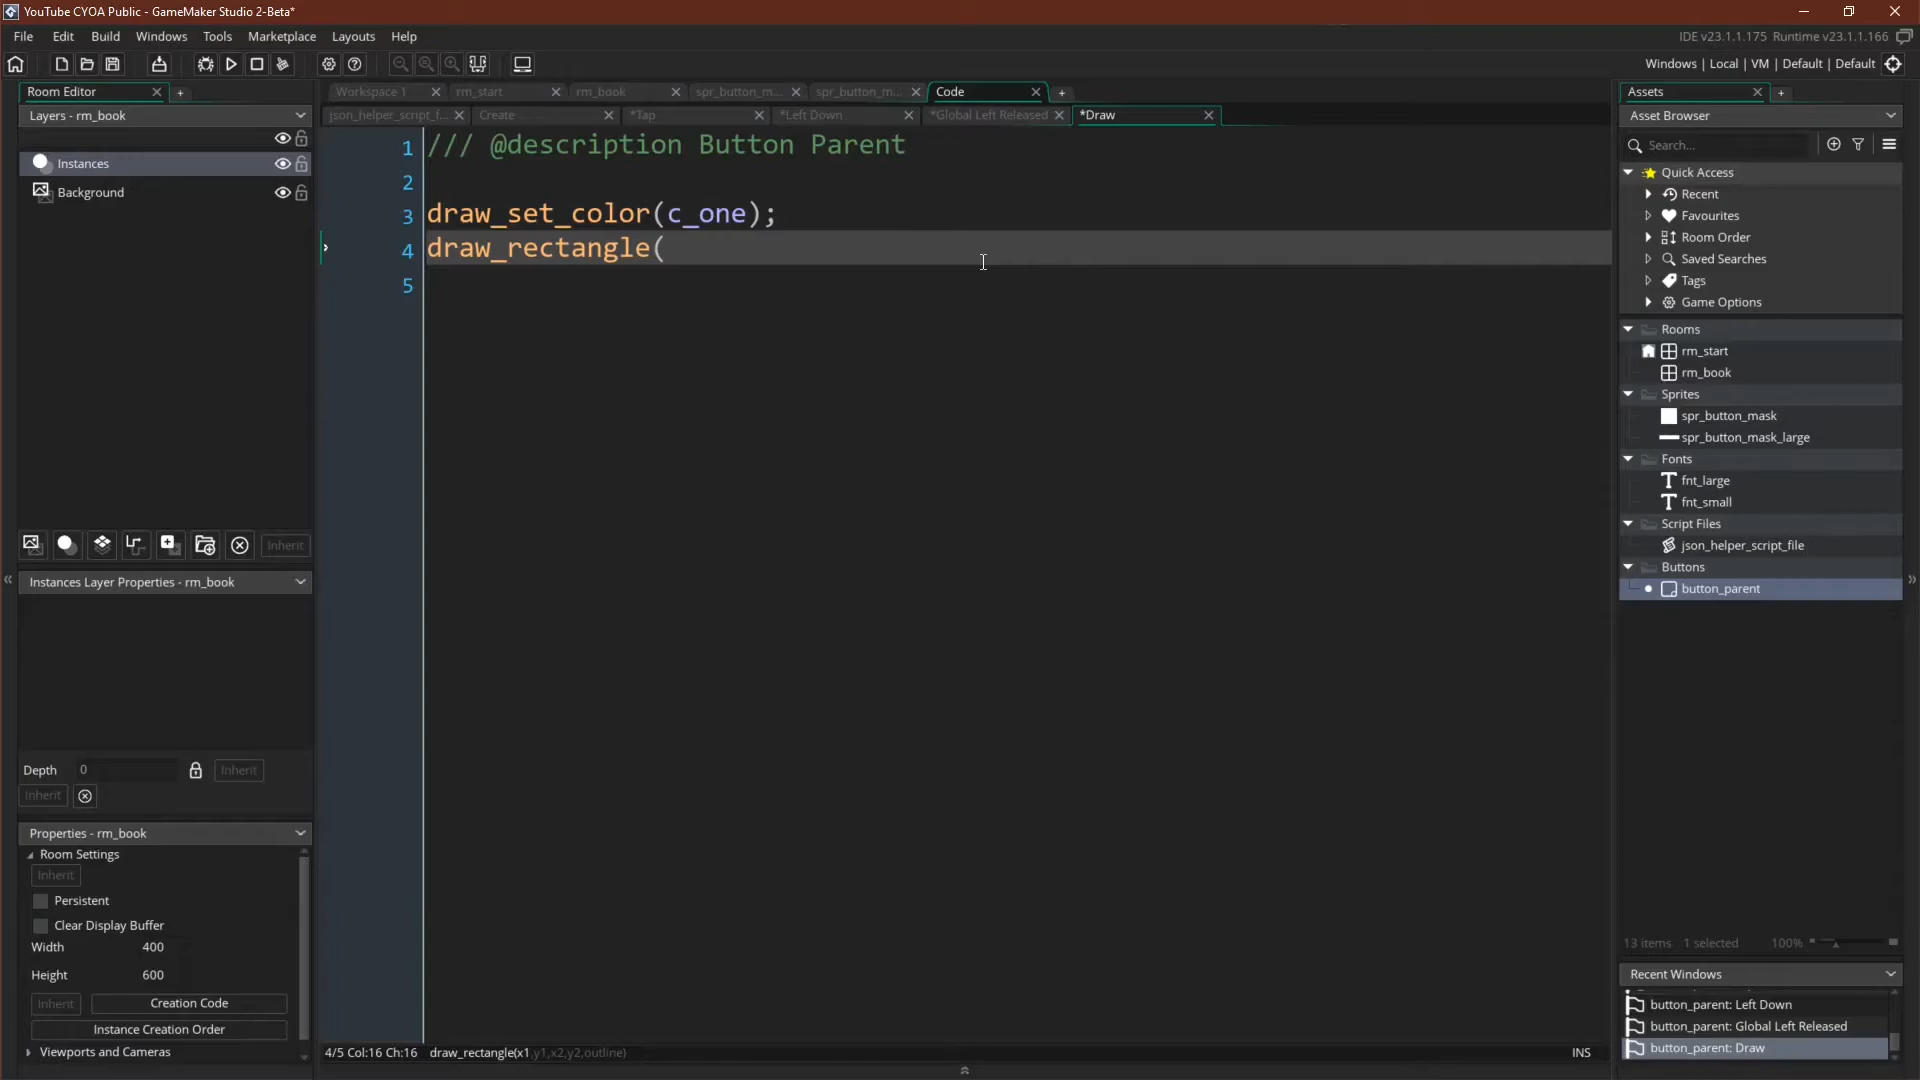 YouTube CYOA Public - GameMaker Studio 2-Beta*
File Edit Build Windows Tools Marketplace Layouts Help
IDE v23.1.1.175 Runtime v23.1.1.166
Windows | Local | VM | Default | Default
Room Editor
Layers - rm_book
Instances
Background
Inherit
Instances Layer Properties - rm_book
Depth 0 Inherit
Inherit
Properties - rm_book
Room Settings
Inherit
Persistent
Clear Display Buffer
Width 400
Height 600
Inherit Creation Code
Instance Creation Order
Viewports and Cameras
Workspace 1 rm_start rm_book spr_button_m... spr_button_m... Code
json_helper_script_f... Create *Tap *Left Down *Global Left Released *Draw
1 /// @description Button Parent
2
3 draw_set_color(c_one);
4 draw_rectangle(
5
4/5 Col:16 Ch:16 draw_rectangle(x1,y1,x2,y2,outline)
INS
Assets
Asset Browser
Search...
Quick Access
Recent
Favourites
Room Order
Saved Searches
Tags
Game Options
Rooms
rm_start
rm_book
Sprites
spr_button_mask
spr_button_mask_large
Fonts
fnt_large
fnt_small
Script Files
json_helper_script_file
Buttons
button_parent
13 items 1 selected 100%
Recent Windows
button_parent: Left Down
button_parent: Global Left Released
button_parent: Draw